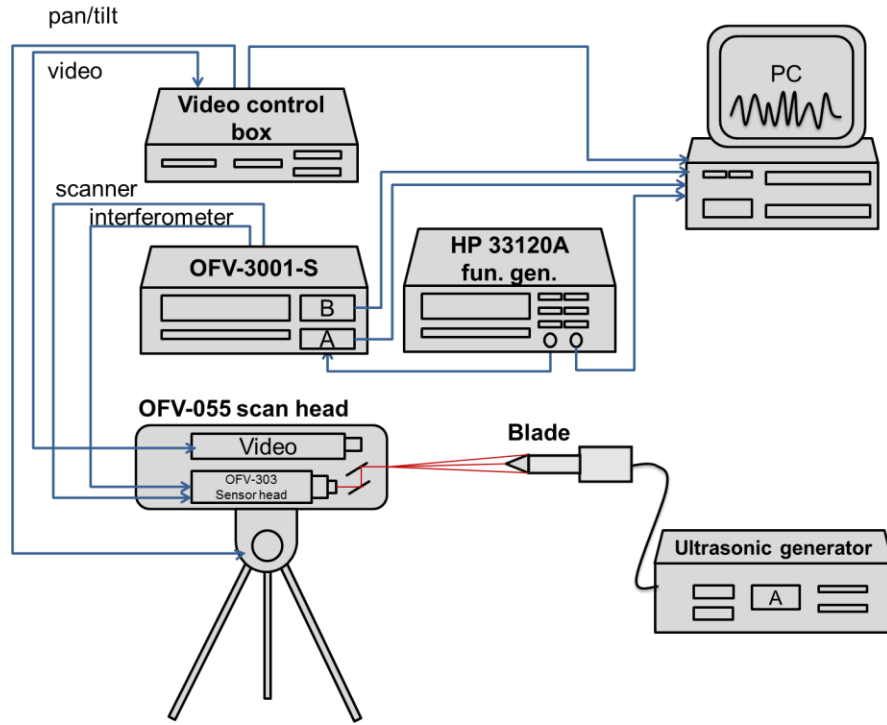 pan/tilt
video
Video control
box
PC
scanner
interferometer
OFV-3001-S
B
A
HP 33120A
fun. gen.
OFV-055 scan head
Video
OFV-303
Sensor head
Blade
Ultrasonic generator
A